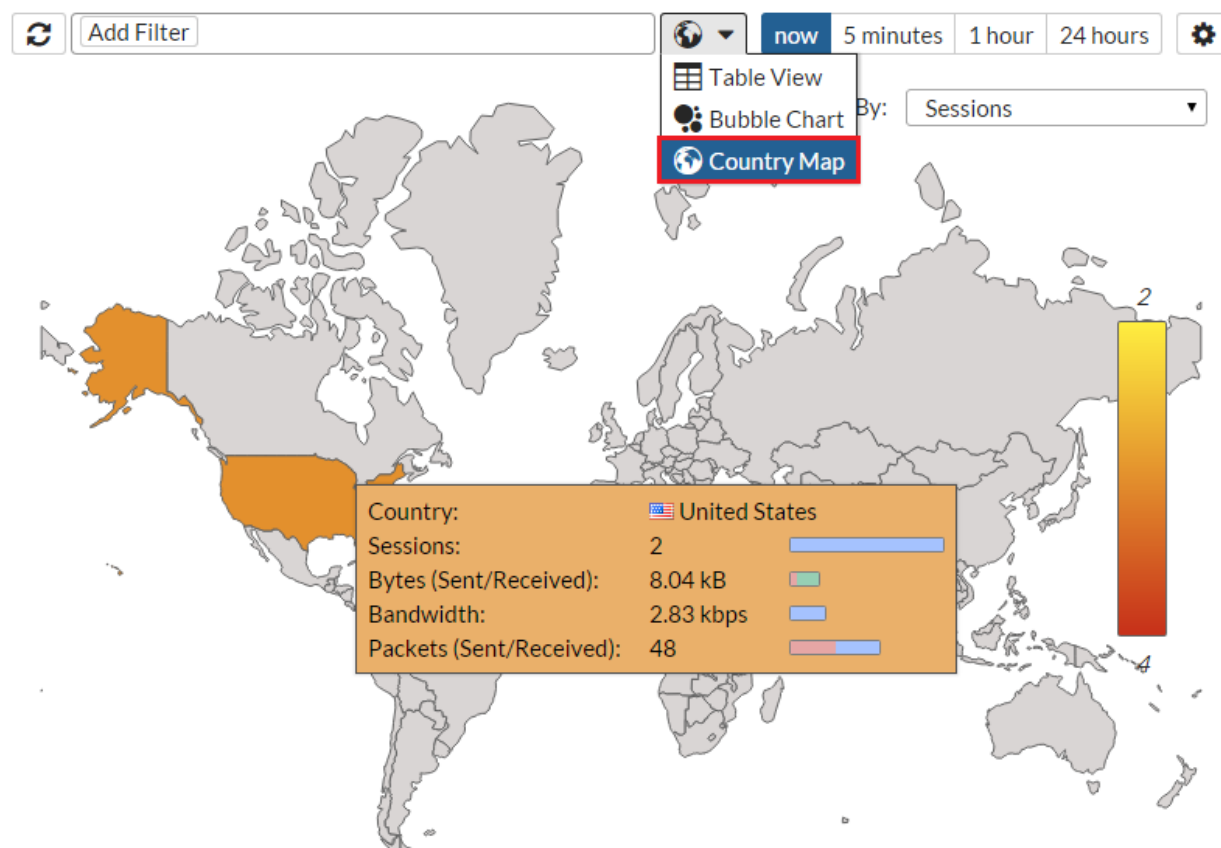 Add Filter now 5 minutes 1 hour 24 hours
Table View
By: Sessions
Bubble Chart
Country Map
2
Country: United States
Sessions: 2
Bytes (Sent/Received): 8.04 kB
Bandwidth: 2.83 kbps
Packets (Sent/Received): 48
4